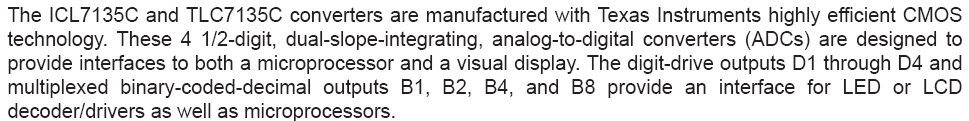 The ICL7135C and TLC7135C converters are manufactured with Texas Instruments highly efficient CMOS
technology. These 4 1/2-digit, dual-slope-integrating, analog-to-digital converters (ADCs) are designed to
provide interfaces to both a microprocessor and a visual display. The digit-drive outputs D1 through D4 and
multiplexed binary-coded-decimal outputs B1, B2, B4, and B8 provide an interface for LED or LCD
decoder/drivers as well as microprocessors.